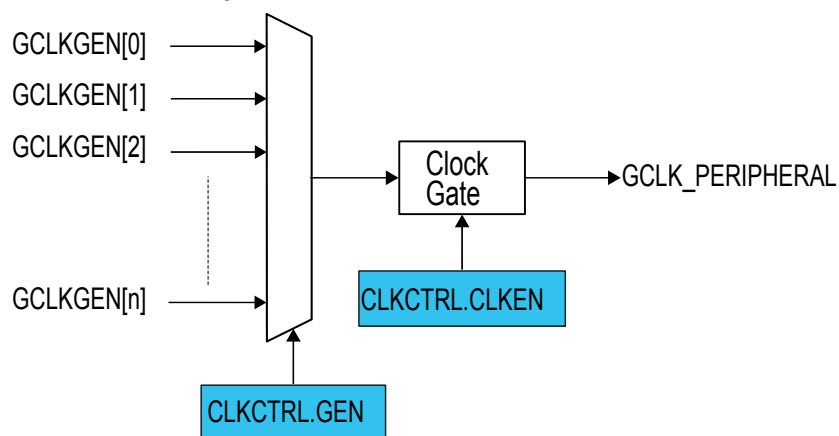 GCLKGEN[0]
GCLKGEN[1]
GCLKGEN[2]
Clock
Gate
GCLK_PERIPHERAL
GCLKGEN[n]
CLKCTRL.CLKEN
CLKCTRL.GEN